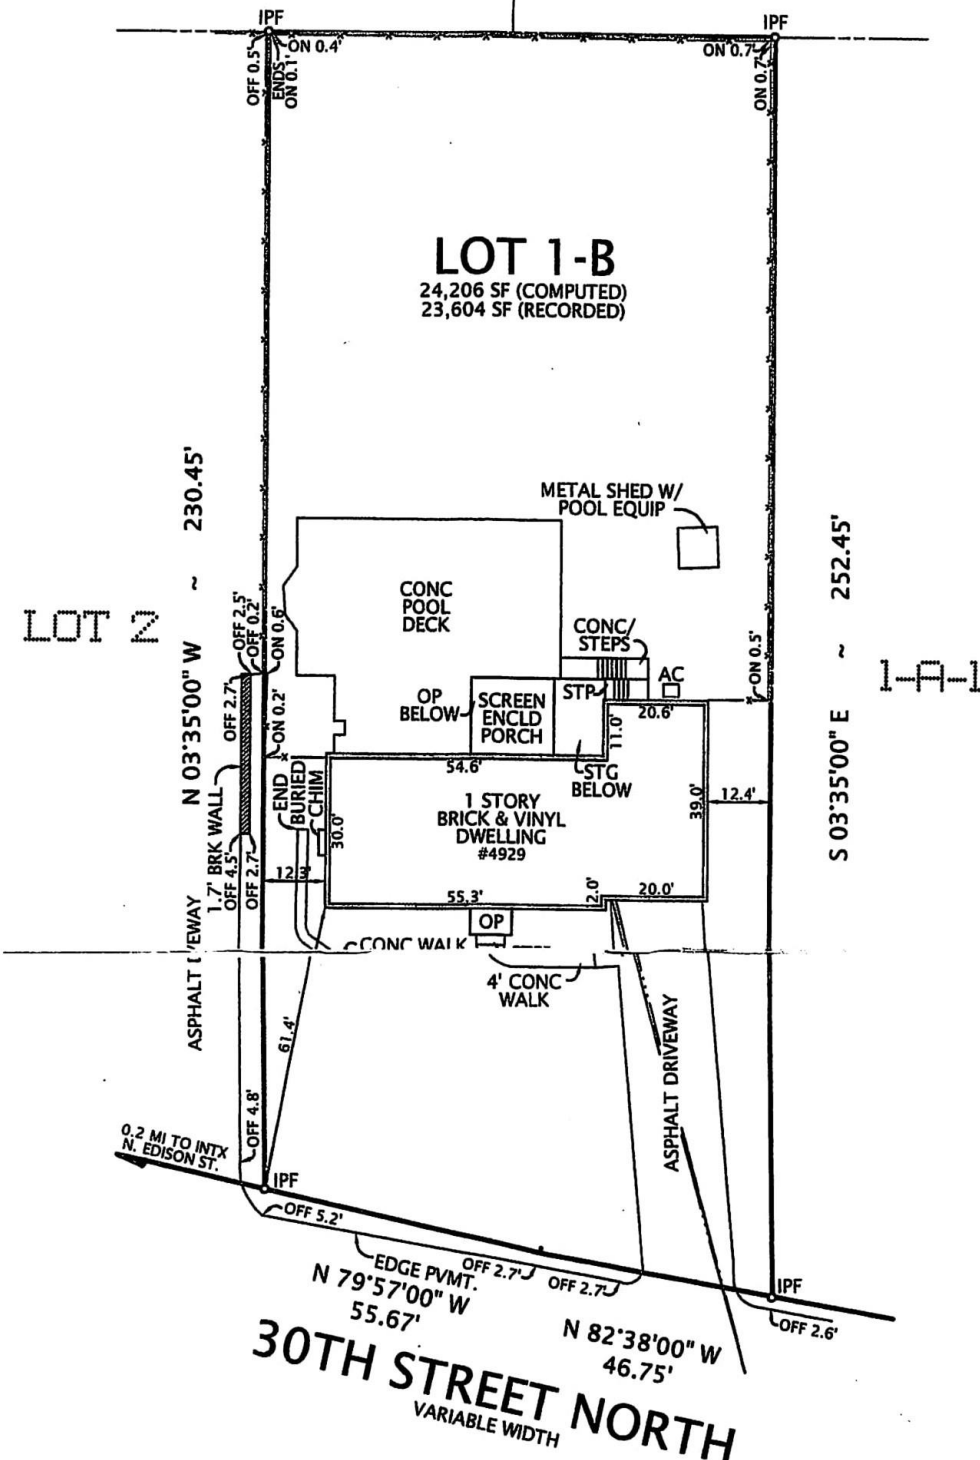 IPF
IPF
OFF 0.5'
ENDS
ON 0.1'
ON 0.4'
ON 0.7'
ON 0.7'
LOT 1-B
24,206 SF (COMPUTED)
23,604 SF (RECORDED)
N 03°35'00" W ~ 230.45'
S 03°35'00" E ~ 252.45'
LOT 2
1-A-1
METAL SHED W/
POOL EQUIP
CONC
POOL
DECK
CONC/
STEPS
OFF 2.5'
OFF 0.2'
ON 0.6'
ON 0.5'
OFF 2.7'
ON 0.2'
OP
BELOW
SCREEN
ENCLD
PORCH
STP
AC
20.6'
11.0'
STG
BELOW
54.6'
END
BURIED
CHIM
30.0'
1 STORY
BRICK & VINYL
DWELLING
#4929
39.0'
12.4'
1.7' BRK WALL
OFF 4.5'
OFF 2.7'
12.3'
55.3'
2.0'
20.0'
OP
CONC WALK
4' CONC
WALK
ASPHALT
61.4'
ASPHALT DRIVEWAY
OFF 4.8'
0.2 MI TO INTX
N. EDISON ST.
IPF
OFF 5.2'
EDGE PVMT.
OFF 2.7'
OFF 2.7'
IPF
OFF 2.6'
N 79°57'00" W
55.67'
N 82°38'00" W
46.75'
30TH STREET NORTH
VARIABLE WIDTH